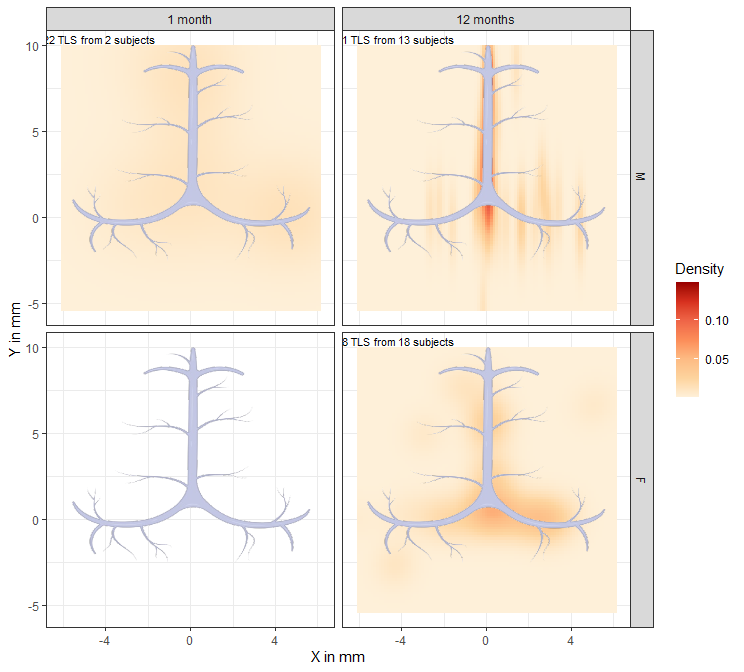 1 month
12 months
22 TLS from 2 subjects
1 TLS from 13 subjects
M
10
5
0
-5
8 TLS from 18 subjects
F
10
5
0
-5
Y in mm
-4
0
4
-4
0
4
X in mm
Density
0.10
0.05